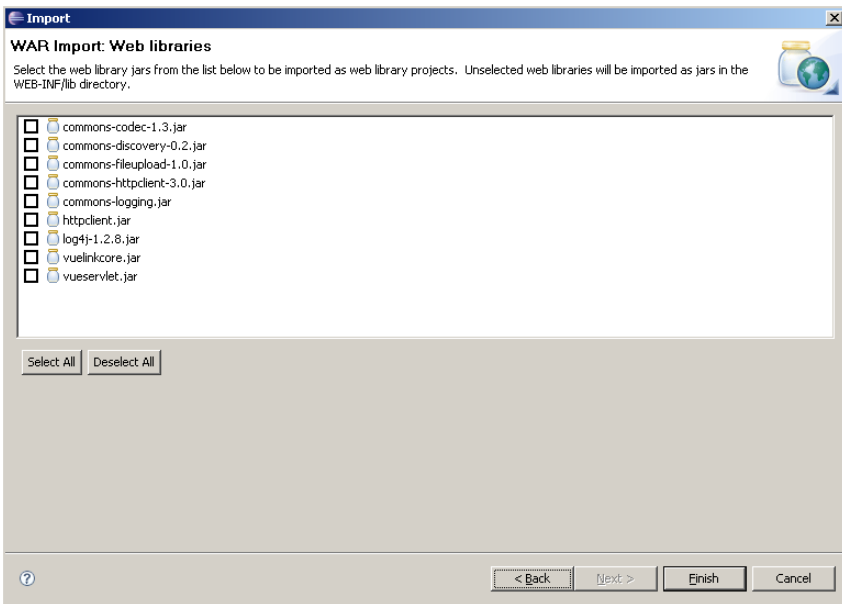 Import
WAR Import: Web libraries
Select the web library jars from the list below to be imported as web library projects. Unselected web libraries will be imported as jars in the
WEB-INF/lib directory.
commons-codec-1.3.jar
commons-discovery-0.2.jar
commons-fileupload-1.0.jar
commons-httpclient-3.0.jar
commons-logging.jar
httpclient.jar
log4j-1.2.8.jar
vuelinkcore.jar
vueservlet.jar
Select All Deselect All
? < Back Next > Finish Cancel